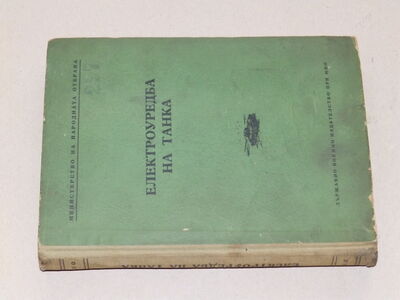 МИНИСТЕРСТВО НА НАРОДНАТА ОТБРАНА
ЕЛЕКТРОУРЕДБА
НА ТАНКА
ДЪРЖАВНО ВОЕННО ИЗДАТЕЛСТВО ПРИ МНО
ЕЛЕКТРОУРЕДБА НА ТАНКА